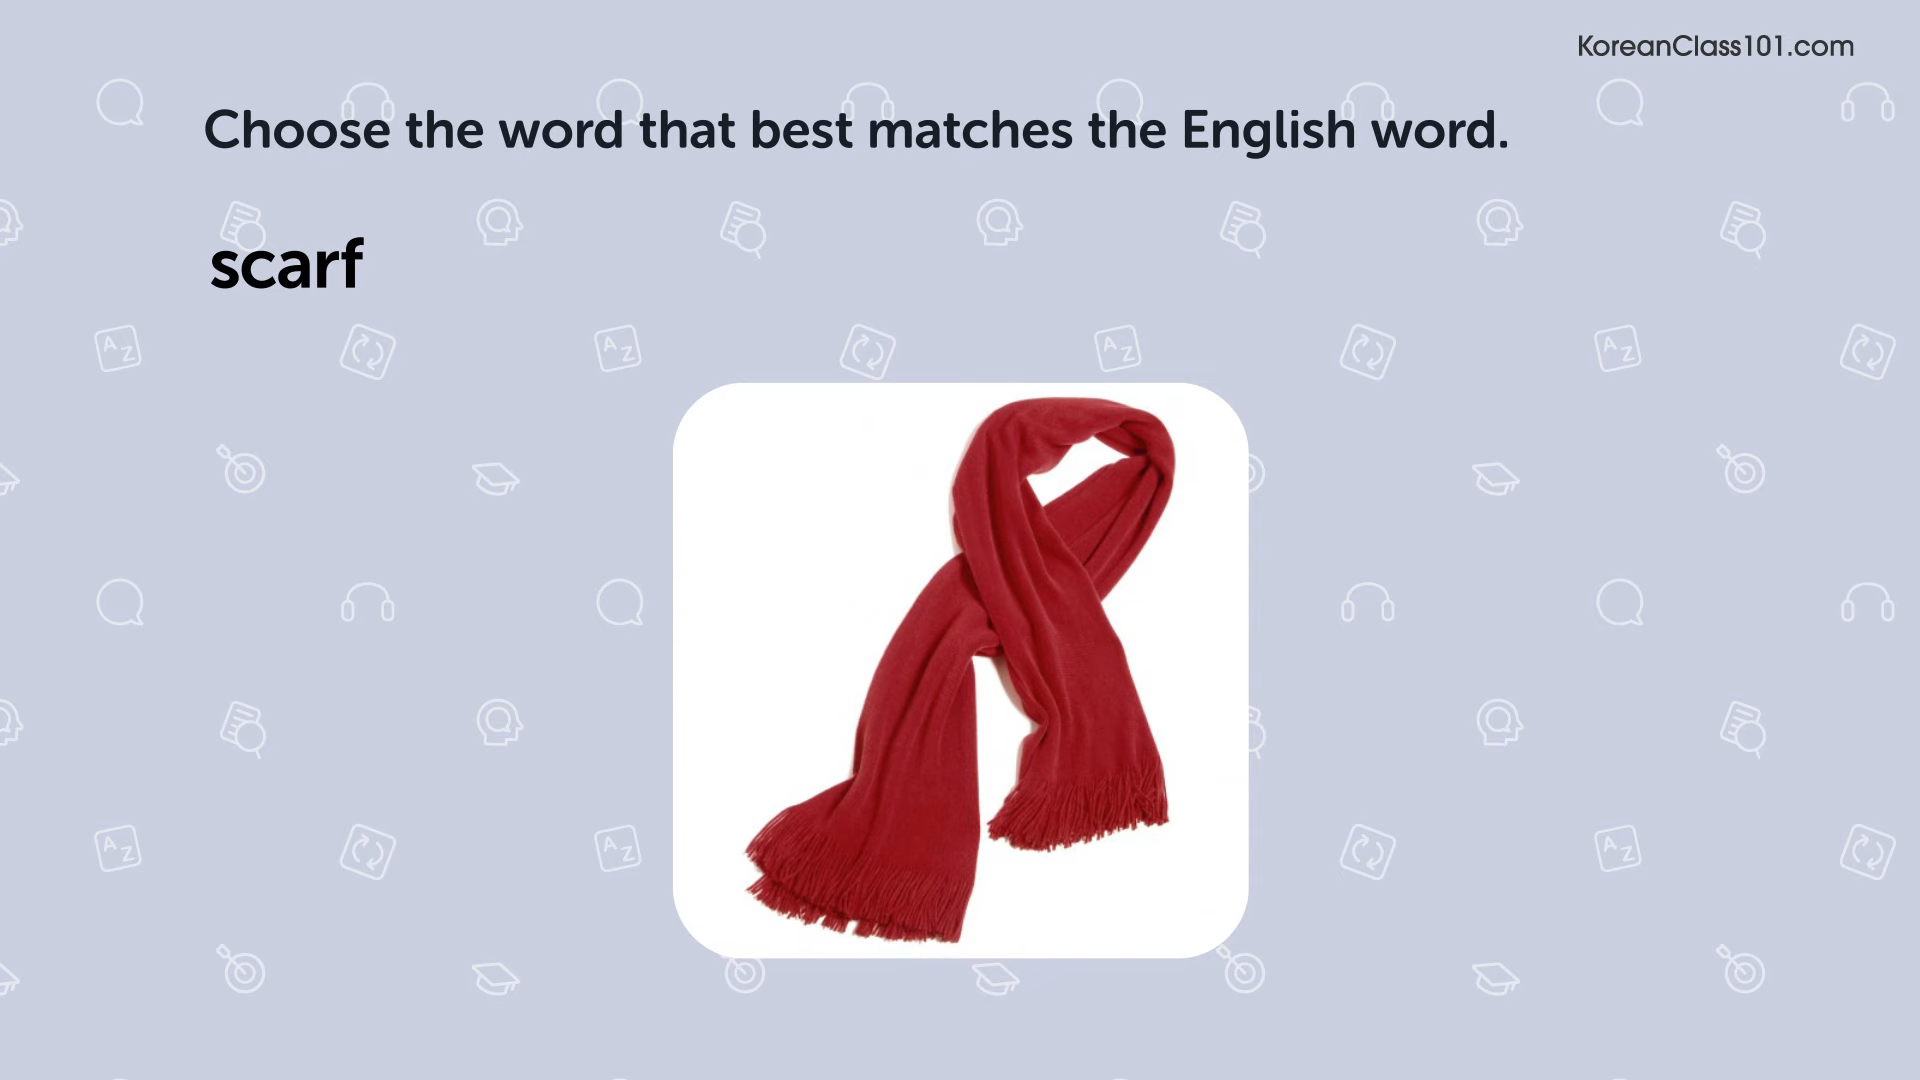 KoreanClass101.com
Choose the word that best matches the English word.
scarf